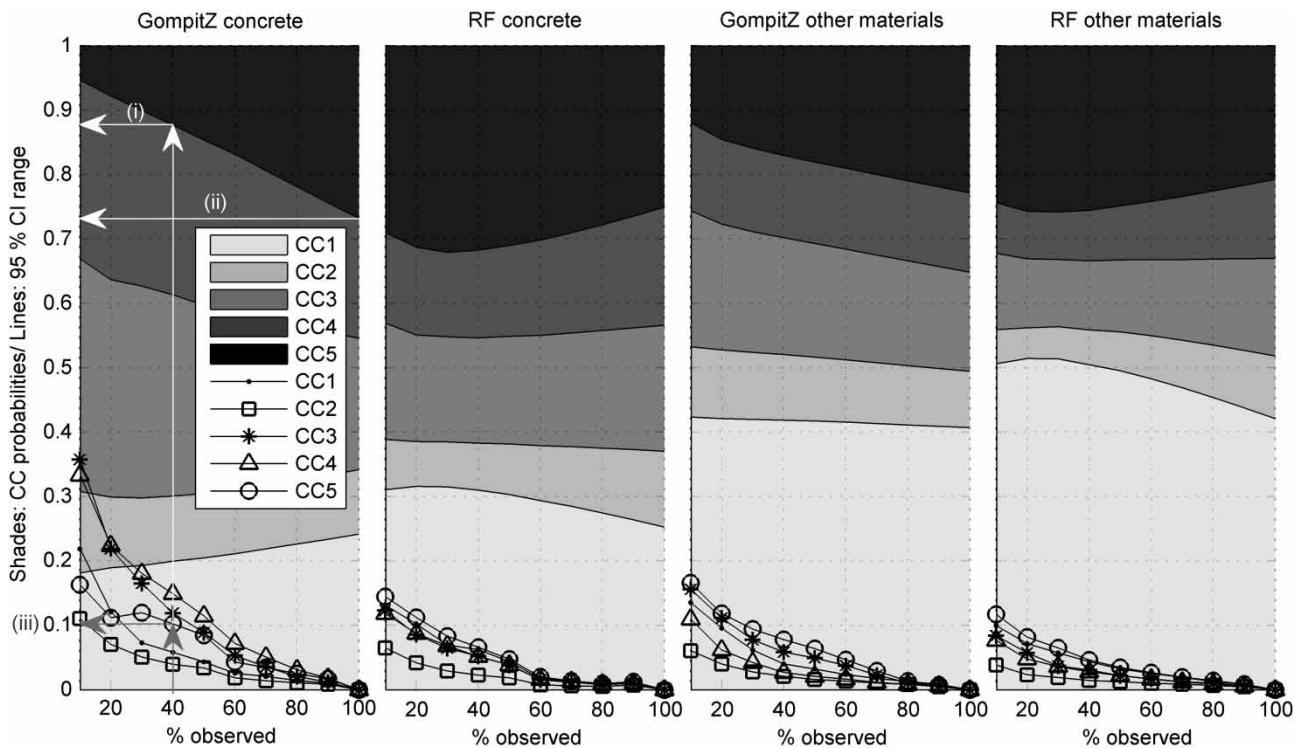 GompitZ concrete
RF concrete
GompitZ other materials
RF other materials
Shades: CC probabilities/ Lines: 95 % CI range
1
0.9
0.8
0.7
0.6
0.5
0.4
0.3
0.2
0.1
0
(i)
(ii)
(iii)
CC1
CC2
CC3
CC4
CC5
CC1
CC2
CC3
CC4
CC5
20 40 60 80 100
20 40 60 80 100
20 40 60 80 100
20 40 60 80 100
% observed
% observed
% observed
% observed